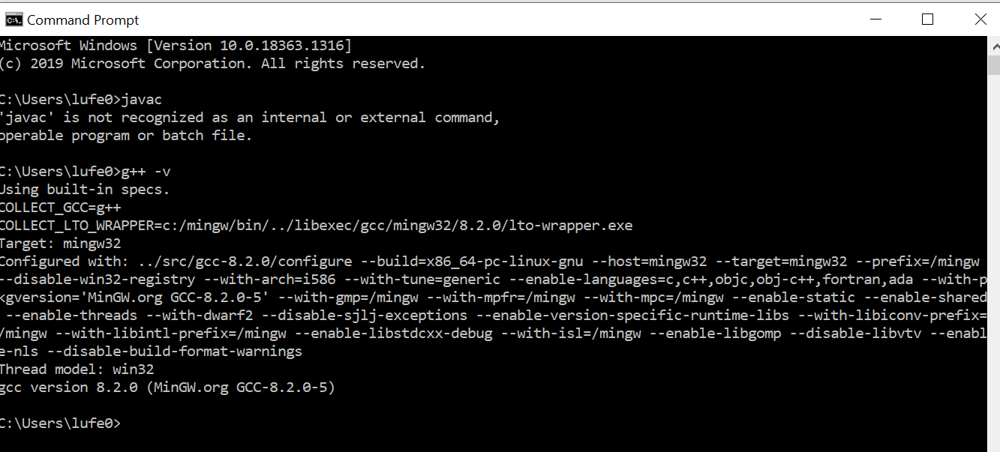 Command Prompt
Microsoft Windows [Version 10.0.18363.1316]
(c) 2019 Microsoft Corporation. All rights reserved.
C:\Users\lufe0>javac
'javac' is not recognized as an internal or external command,
operable program or batch file.
C:\Users\lufe0>g++ -v
Using built-in specs.
COLLECT_GCC=g++
COLLECT_LTO_WRAPPER=c:/mingw/bin/../libexec/gcc/mingw32/8.2.0/lto-wrapper.exe
Target: mingw32
Configured with: ../src/gcc-8.2.0/configure --build=x86_64-pc-linux-gnu --host=mingw32 --target=mingw32 --prefix=/mingw
--disable-win32-registry --with-arch=i586 --with-tune=generic --enable-languages=c,c++,objc,obj-c++,fortran,ada --with-p
kgversion='MinGW.org GCC-8.2.0-5' --with-gmp=/mingw --with-mpfr=/mingw --with-mpc=/mingw --enable-static --enable-shared
--enable-threads --with-dwarf2 --disable-sjlj-exceptions --enable-version-specific-runtime-libs --with-libiconv-prefix=
/mingw --with-libintl-prefix=/mingw --enable-libstdcxx-debug --with-isl=/mingw --enable-libgomp --disable-libvtv --enabl
e-nls --disable-build-format-warnings
Thread model: win32
gcc version 8.2.0 (MinGW.org GCC-8.2.0-5)
C:\Users\lufe0>